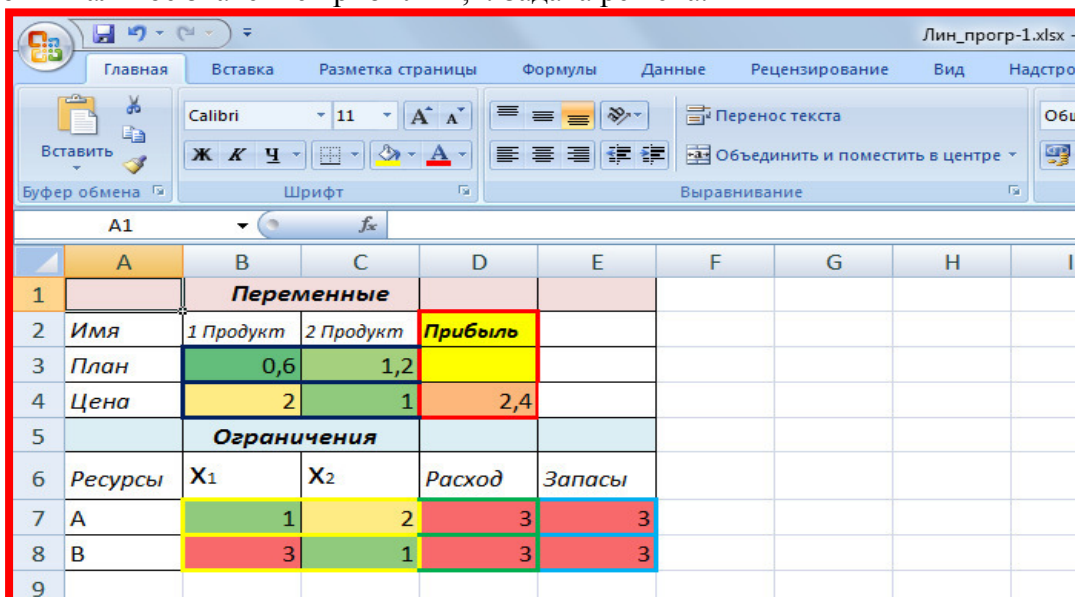 Лин_прогр-1.xlsx -
Главная Вставка Разметка страницы Формулы Данные Рецензирование Вид Надстро
Вставить
Calibri 11 А А
Перенос текста
Ж К Ч А
Объединить и поместить в центре
Буфер обмена Шрифт Выравнивание
A1 fx
A B C D E F G H I
1 Переменные
2 Имя 1 Продукт 2 Продукт Прибыль
3 План 0,6 1,2
4 Цена 2 1 2,4
5 Ограничения
6 Ресурсы X1 X2 Расход Запасы
7 А 1 2 3 3
8 В 3 1 3 3
9